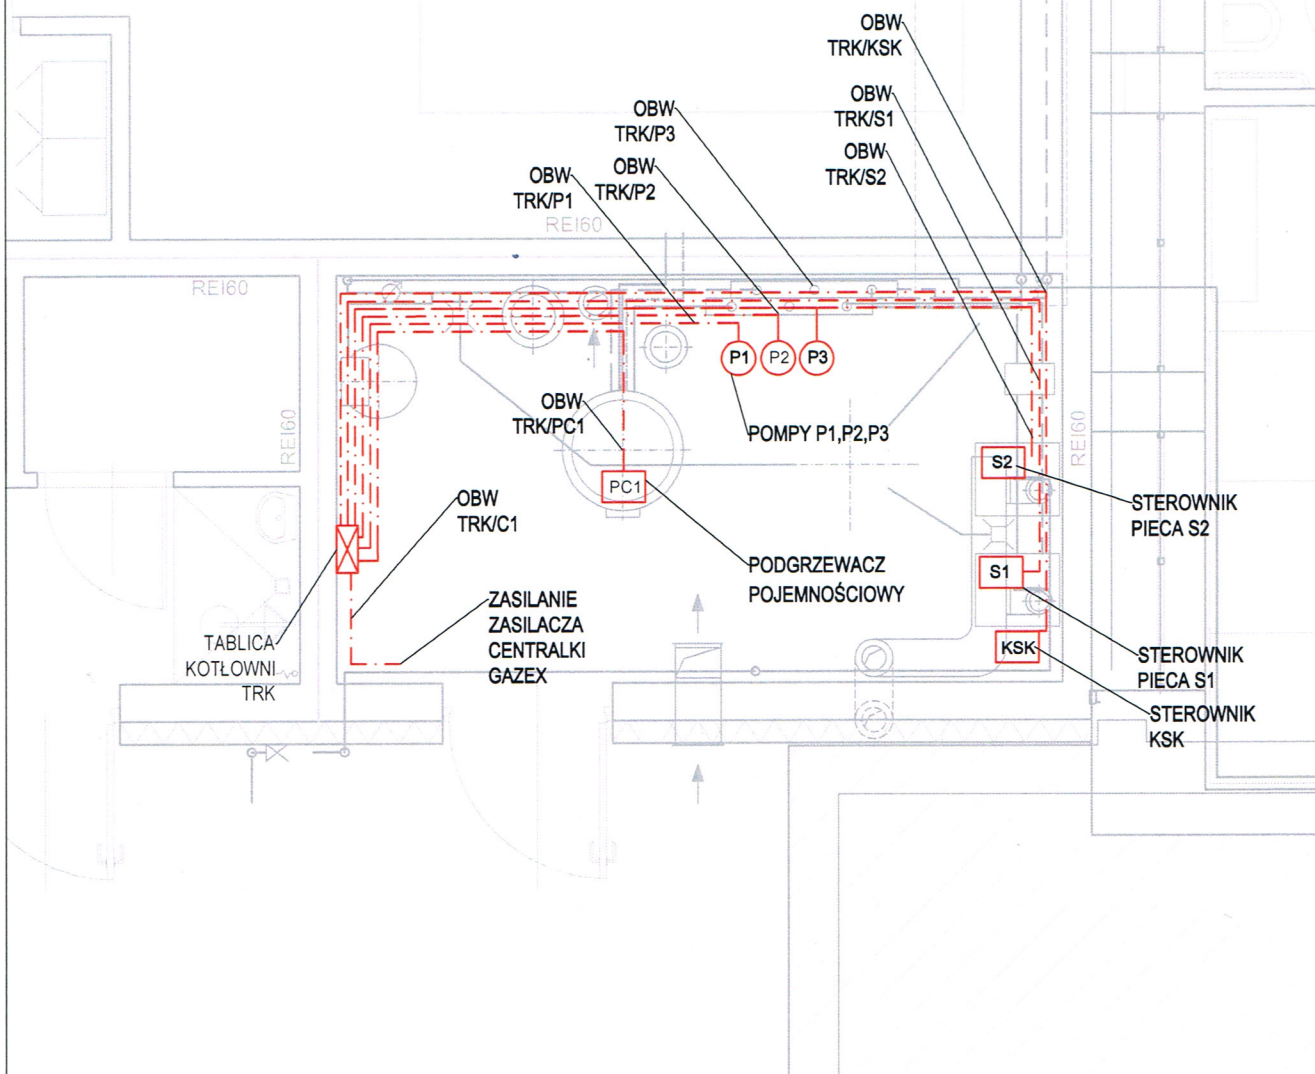 OBW
TRK/KSK
OBW
TRK/S1
OBW
TRK/P3
OBW
TRK/S2
OBW
TRK/P2
OBW
TRK/P1
REI60
REI60
REI60
REI60
P1
P2
P3
OBW
TRK/PC1
POMPY P1,P2,P3
S2
PC1
OBW
TRK/C1
STEROWNIK
PIECA S2
S1
PODGRZEWACZ
POJEMNOŚCIOWY
ZASILANIE
ZASILACZA
CENTRALKI
GAZEX
TABLICA
KOTŁOWNI
TRK
KSK
STEROWNIK
PIECA S1
STEROWNIK
KSK